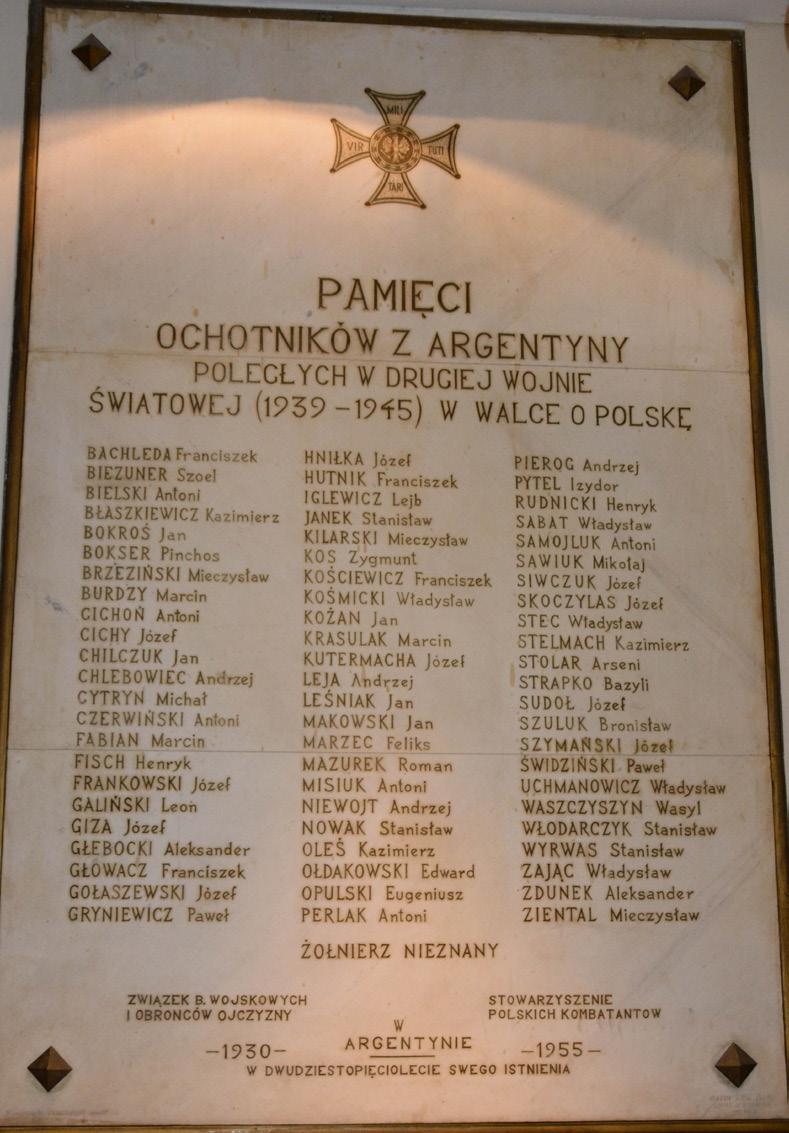 MILI
VIR TUTI
TARI
PAMIĘCI
OCHOTNIKÓW Z ARGENTYNY
POLEGŁYCH W DRUGIEJ WOJNIE
ŚWIATOWEJ (1939-1945) W WALCE O POLSKĘ
BACHLEDA Franciszek
BIEZUNER Szoel
BIELSKI Antoni
BŁASZKIEWICZ Kazimierz
BOKROŚ Jan
BOKSER Pinchos
BRZEZIŃSKI Mieczysław
BURDZY Marcin
CICHOŃ Antoni
CICHY Józef
CHILCZUK Jan
CHLEBOWIEC Andrzej
CYTRYN Michał
CZERWIŃSKI Antoni
FABIAN Marcin
FISCH Henryk
FRANKOWSKI Józef
GALIŃSKI Leon
GIZA Józef
GŁEBOCKI Aleksander
GŁOWACZ Franciszek
GOŁASZEWSKI Józef
GRYNIEWICZ Paweł
HNIŁKA Józef
HUTNIK Franciszek
IGLEWICZ Lejb
JANEK Stanisław
KILARSKI Mieczysław
KOS Zygmunt
KOŚCIEWICZ Franciszek
KOŚMICKI Władysław
KOŻAN Jan
KRASULAK Marcin
KUTERMACHA Józef
LEJA Andrzej
LEŚNIAK Jan
MAKOWSKI Jan
MARZEC Feliks
MAZUREK Roman
MISIUK Antoni
NIEWOJT Andrzej
NOWAK Stanisław
OLEŚ Kazimierz
OŁDAKOWSKI Edward
OPULSKI Eugeniusz
PERLAK Antoni
PIEROG Andrzej
PYTEL Izydor
RUDNICKI Henryk
SABAT Władysław
SAMOJLUK Antoni
SAWIUK Mikołaj
SIWCZUK Józef
SKOCZYLAS Józef
STEC Władysław
STELMACH Kazimierz
STOLAR Arseni
STRAPKO Bazyli
SUDOŁ Józef
SZULUK Bronisław
SZYMAŃSKI Józef
ŚWIDZIŃSKI Paweł
UCHMANOWICZ Władysław
WASZCZYSZYN Wasyl
WŁODARCZYK Stanisław
WYRWAS Stanisław
ZAJĄC Władysław
ZDUNEK Aleksander
ZIENTAL Mieczysław
ŻOŁNIERZ NIEZNANY
ZWIĄZEK B. WOJSKOWYCH
I OBRONCÓW OJCZYZNY
STOWARZYSZENIE
POLSKICH KOMBATANTOW
W
ARGENTYNIE
-1930- -1955-
W DWUDZIESTOPIĘCIOLECIE SWEGO ISTNIENIA